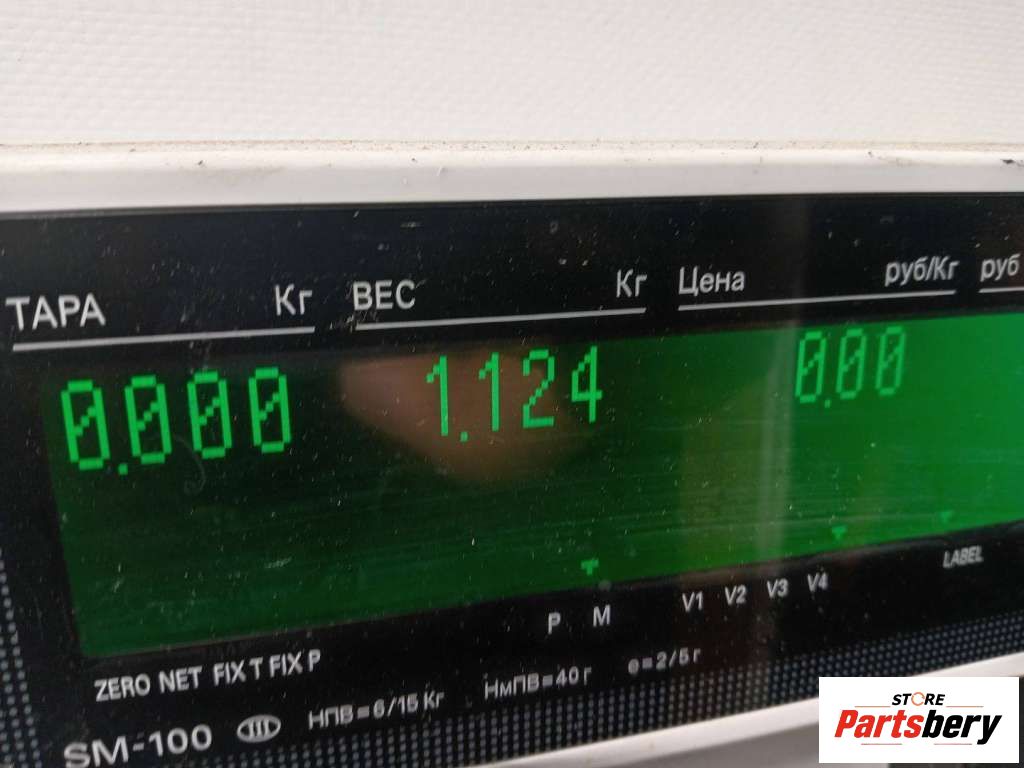 ТАРА Кг ВЕС Кг Цена руб/Кг руб
0.000 1.124 0.00
P M V1 V2 V3 V4 LABEL
ZERO NET FIX T FIX P
SM-100 III НПВ=6/15 Кг НмПВ=40 г e=2/5 г
STORE
Partsbery